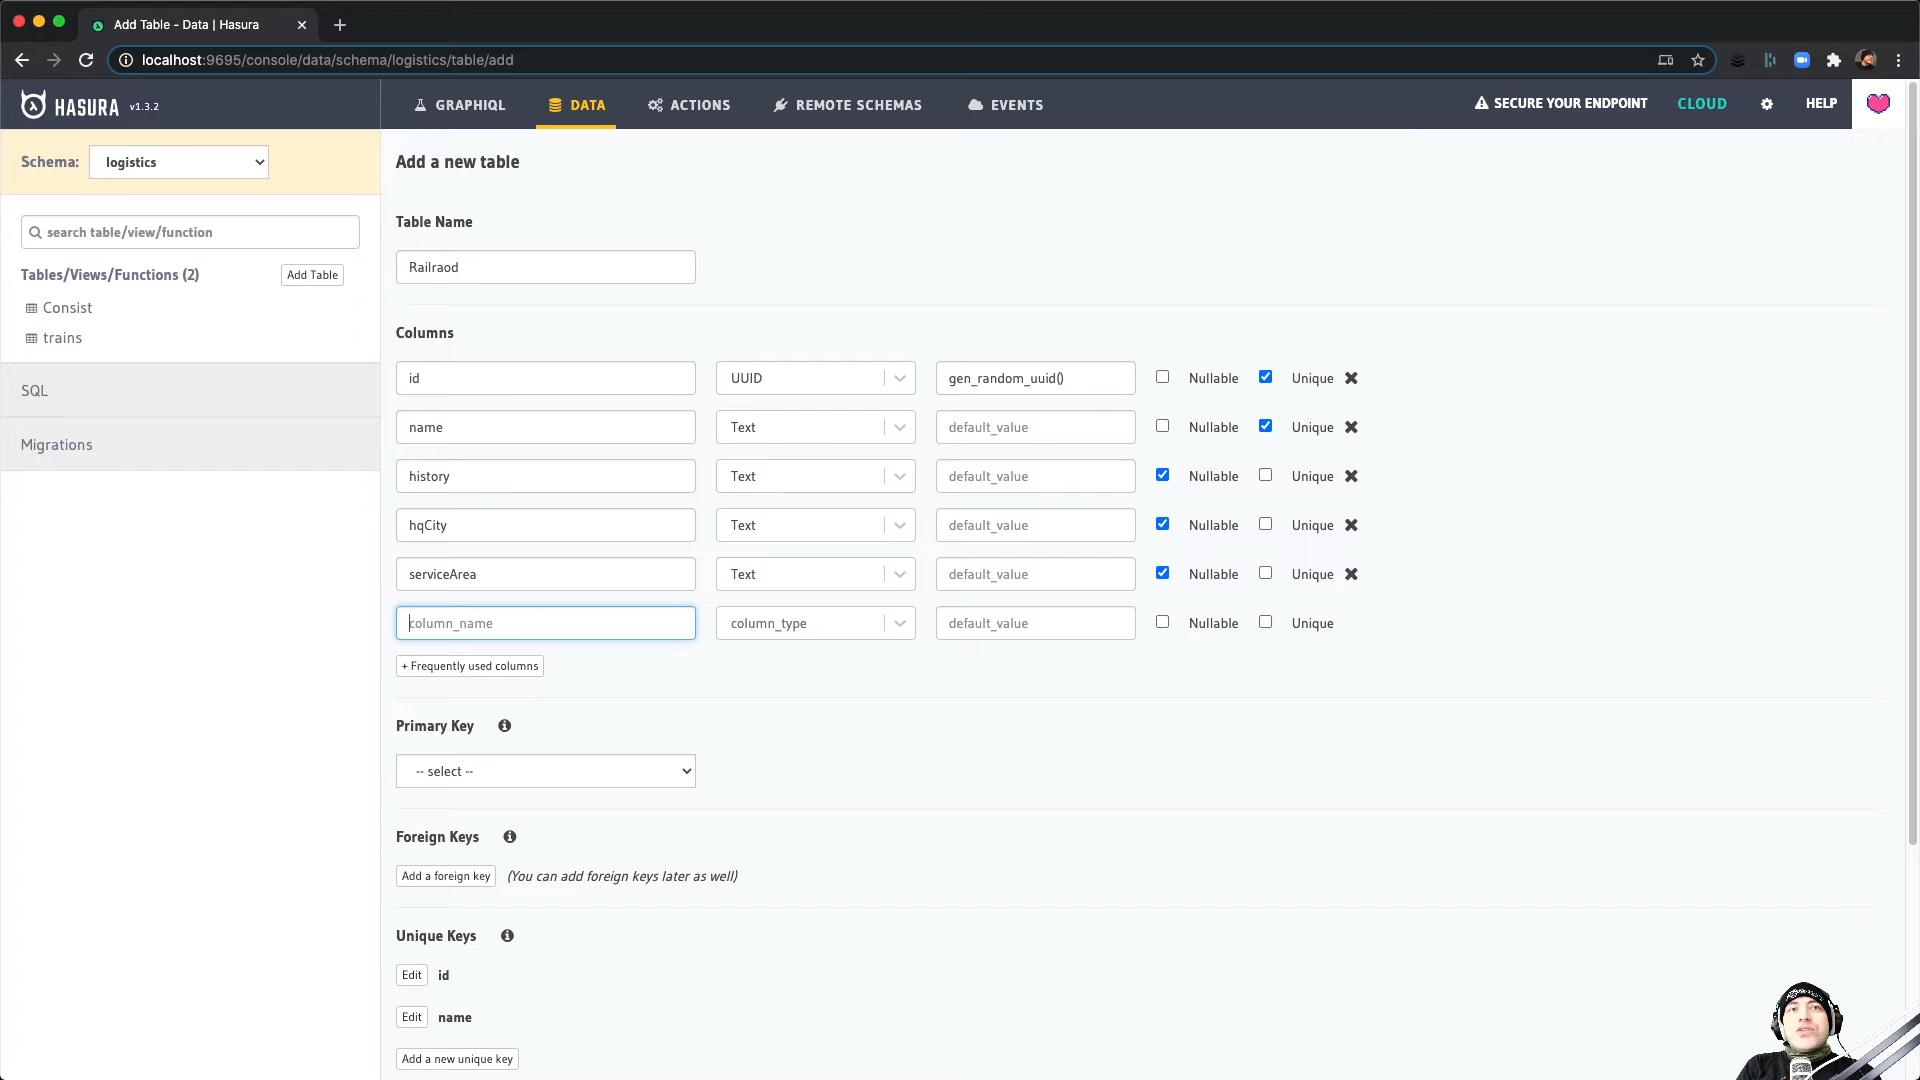 Add Table - Data | Hasura
localhost:9695/console/data/schema/logistics/table/add
HASURA v1.3.2
GRAPHIQL
DATA
ACTIONS
REMOTE SCHEMAS
EVENTS
SECURE YOUR ENDPOINT
CLOUD
HELP
Schema: logistics
search table/view/function
Tables/Views/Functions (2) Add Table
Consist
trains
SQL
Migrations
Add a new table
Table Name
Railraod
Columns
id UUID gen_random_uuid() Nullable Unique
name Text default_value Nullable Unique
history Text default_value Nullable Unique
hqCity Text default_value Nullable Unique
serviceArea Text default_value Nullable Unique
column_name column_type default_value Nullable Unique
+ Frequently used columns
Primary Key
-- select --
Foreign Keys
Add a foreign key (You can add foreign keys later as well)
Unique Keys
Edit id
Edit name
Add a new unique key